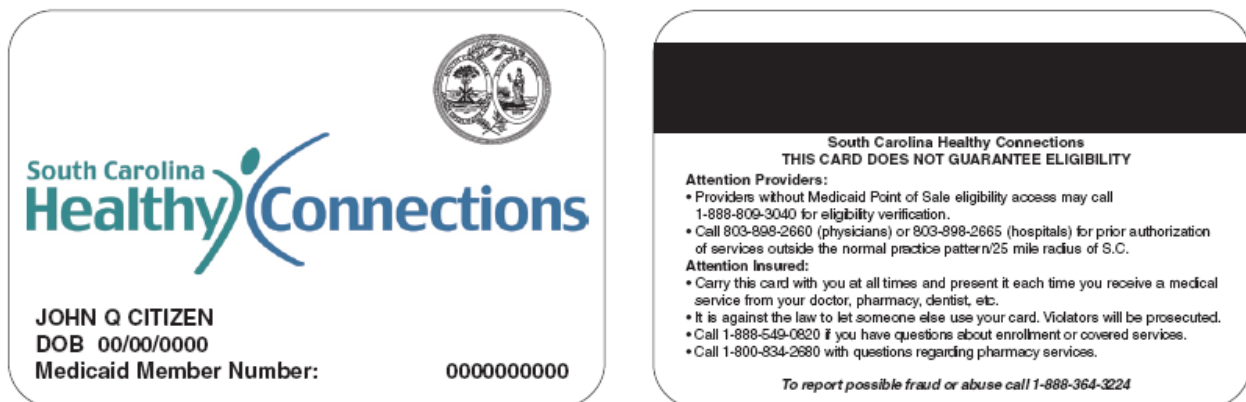 South Carolina
Healthy Connections
JOHN Q CITIZEN
DOB 00/00/0000
Medicaid Member Number: 0000000000
South Carolina Healthy Connections
THIS CARD DOES NOT GUARANTEE ELIGIBILITY
Attention Providers:
• Providers without Medicaid Point of Sale eligibility access may call
1-888-809-3040 for eligibility verification.
• Call 803-898-2660 (physicians) or 803-898-2665 (hospitals) for prior authorization
of services outside the normal practice pattern/25 mile radius of S.C.
Attention Insured:
• Carry this card with you at all times and present it each time you receive a medical
service from your doctor, pharmacy, dentist, etc.
• It is against the law to let someone else use your card. Violators will be prosecuted.
• Call 1-888-549-0820 if you have questions about enrollment or covered services.
• Call 1-800-834-2680 with questions regarding pharmacy services.
To report possible fraud or abuse call 1-888-364-3224